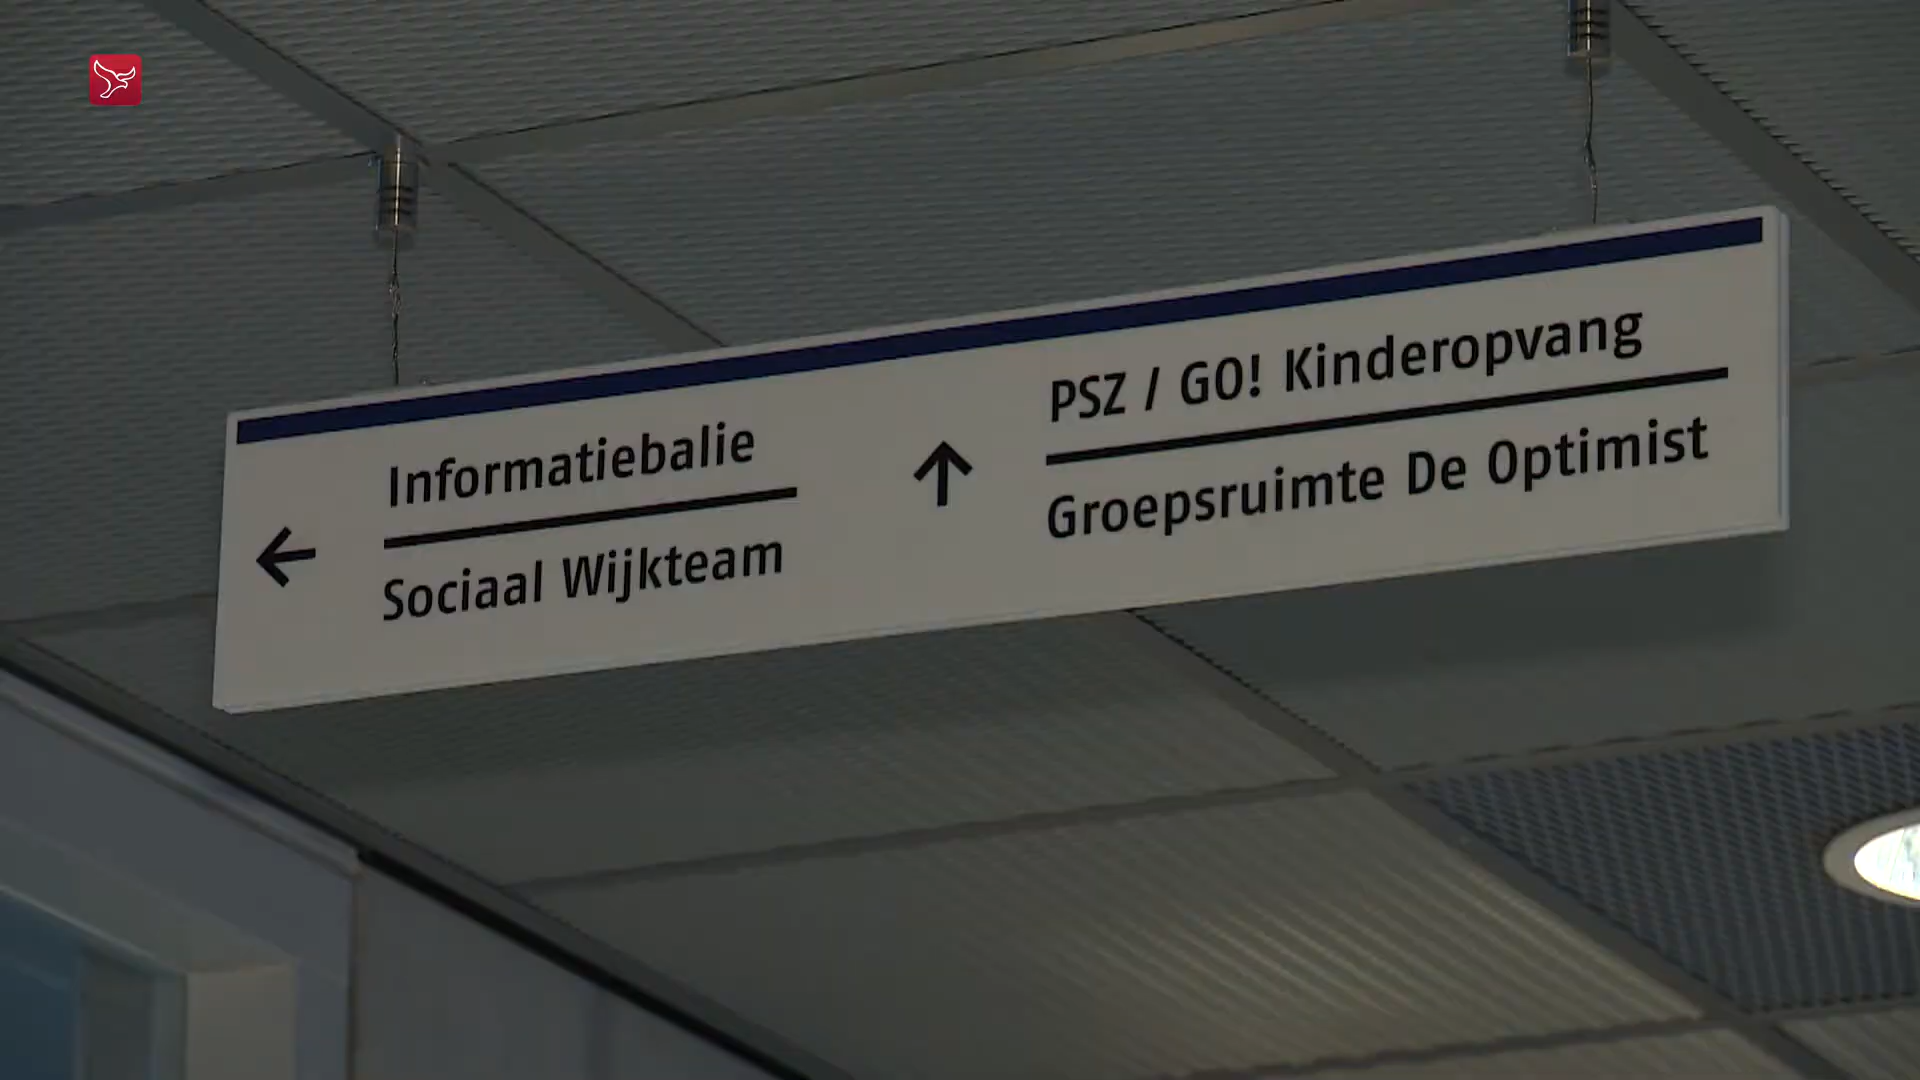 Informatiebalie
Sociaal Wijkteam
PSZ / GO! Kinderopvang
Groepsruimte De Optimist